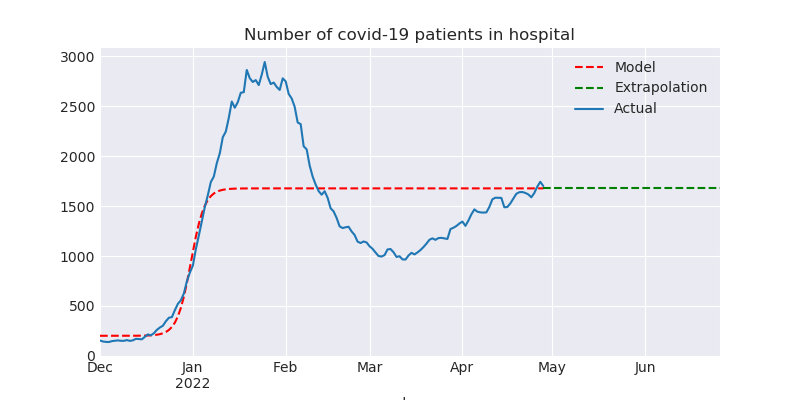 Number of covid-19 patients in hospital
3000
2500
2000
1500
1000
500
0
Model
Extrapolation
Actual
Dec Jan Feb Mar Apr May Jun
2022